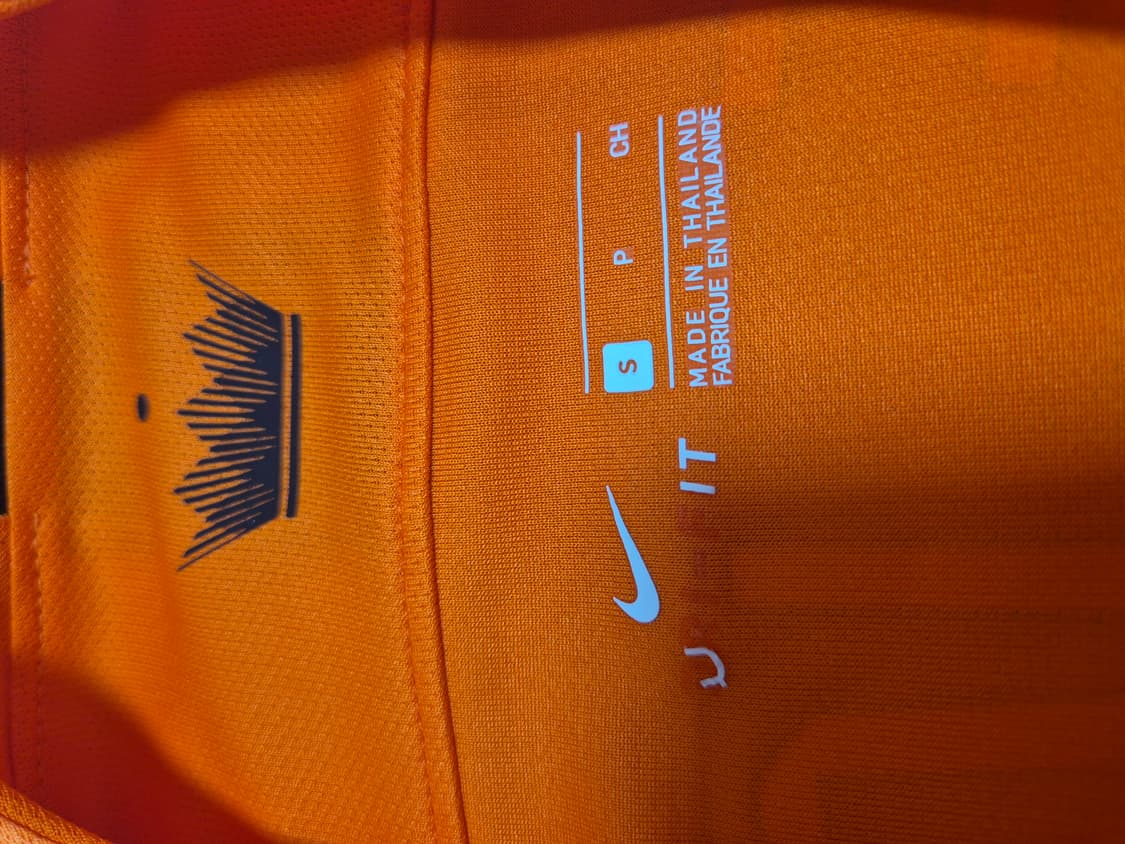 S P CH
MADE IN THAILAND
FABRIQUE EN THAILANDE